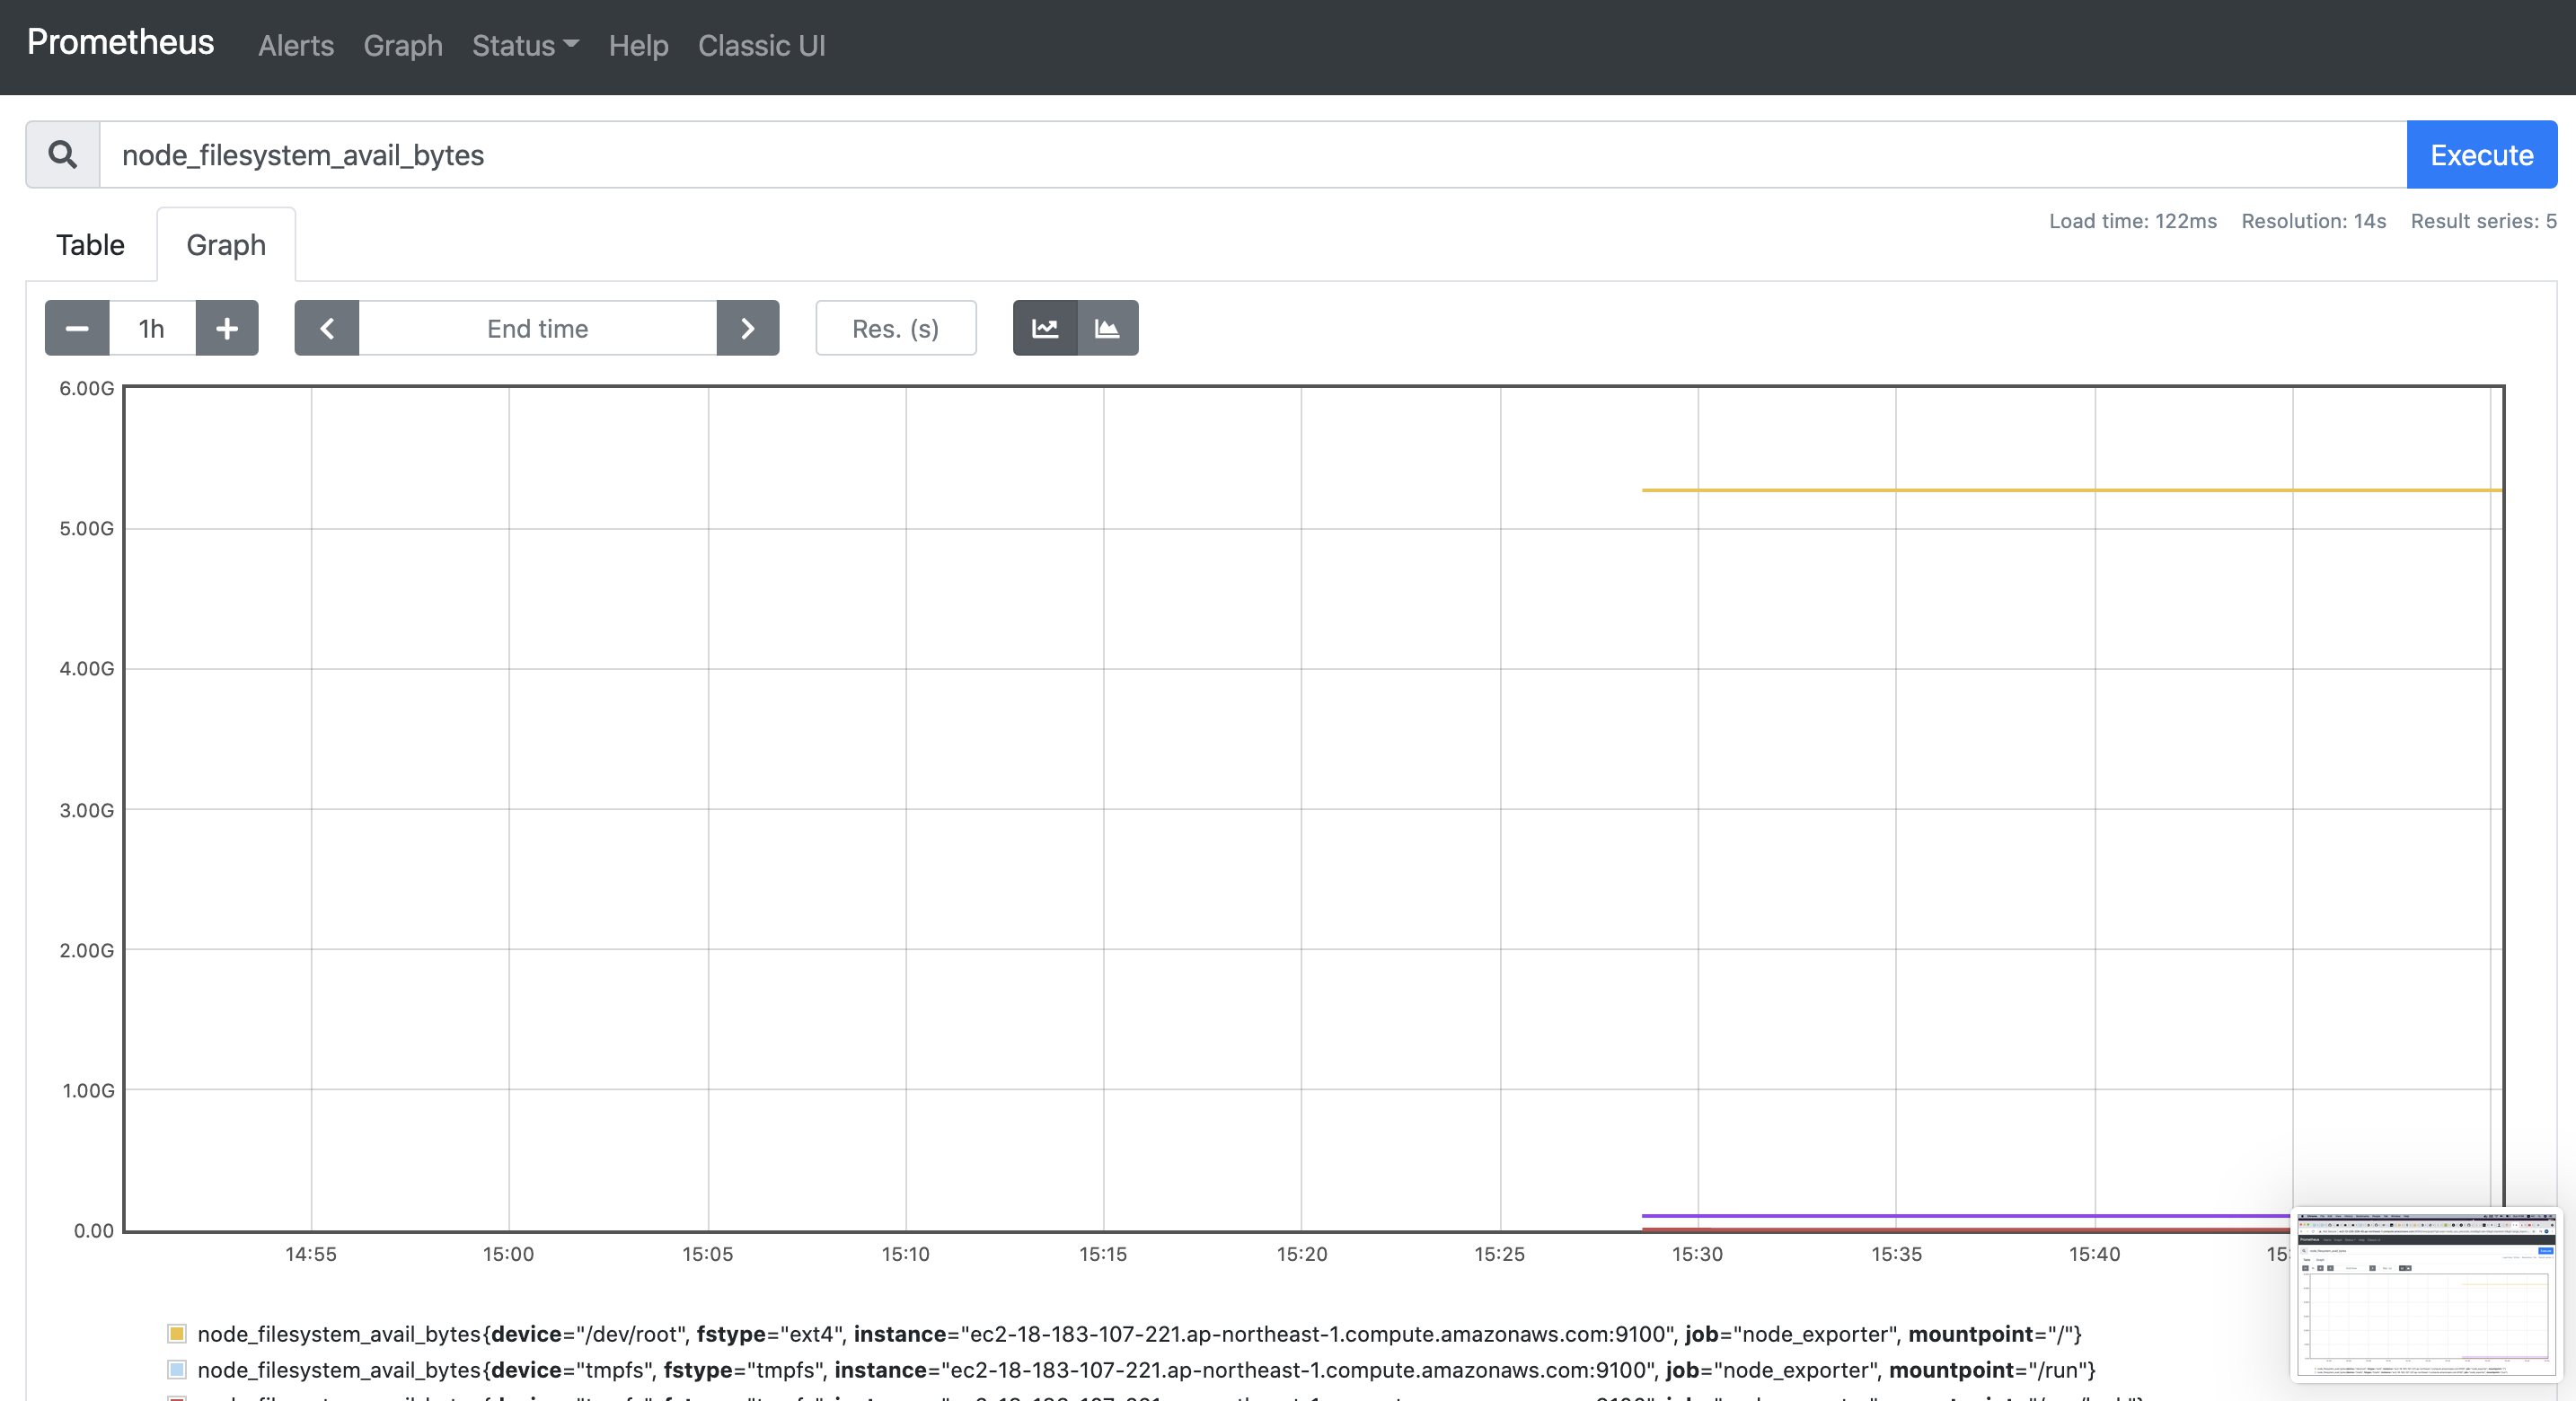 Prometheus Alerts Graph Status Help Classic UI
node_filesystem_avail_bytes Execute
Load time: 122ms Resolution: 14s Result series: 5
Table Graph
1h End time Res. (s)
6.00G
5.00G
4.00G
3.00G
2.00G
1.00G
0.00
14:55 15:00 15:05 15:10 15:15 15:20 15:25 15:30 15:35 15:40
node_filesystem_avail_bytes{device="/dev/root", fstype="ext4", instance="ec2-18-183-107-221.ap-northeast-1.compute.amazonaws.com:9100", job="node_exporter", mountpoint="/"}
node_filesystem_avail_bytes{device="tmpfs", fstype="tmpfs", instance="ec2-18-183-107-221.ap-northeast-1.compute.amazonaws.com:9100", job="node_exporter", mountpoint="/run"}